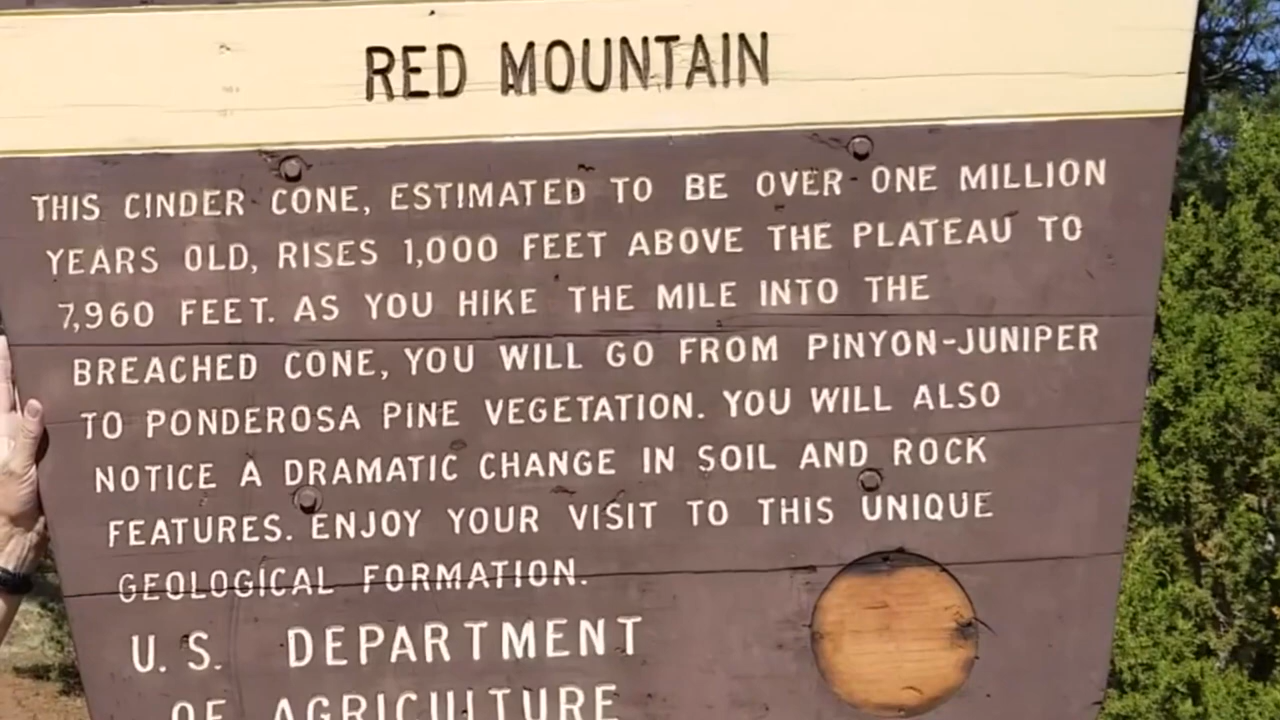 RED MOUNTAIN
THIS CINDER CONE, ESTIMATED TO BE OVER ONE MILLION
YEARS OLD, RISES 1,000 FEET ABOVE THE PLATEAU TO
7,960 FEET. AS YOU HIKE THE MILE INTO THE
BREACHED CONE, YOU WILL GO FROM PINYON-JUNIPER
TO PONDEROSA PINE VEGETATION. YOU WILL ALSO
NOTICE A DRAMATIC CHANGE IN SOIL AND ROCK
FEATURES. ENJOY YOUR VISIT TO THIS UNIQUE
GEOLOGICAL FORMATION.
U.S. DEPARTMENT
OF AGRICULTURE